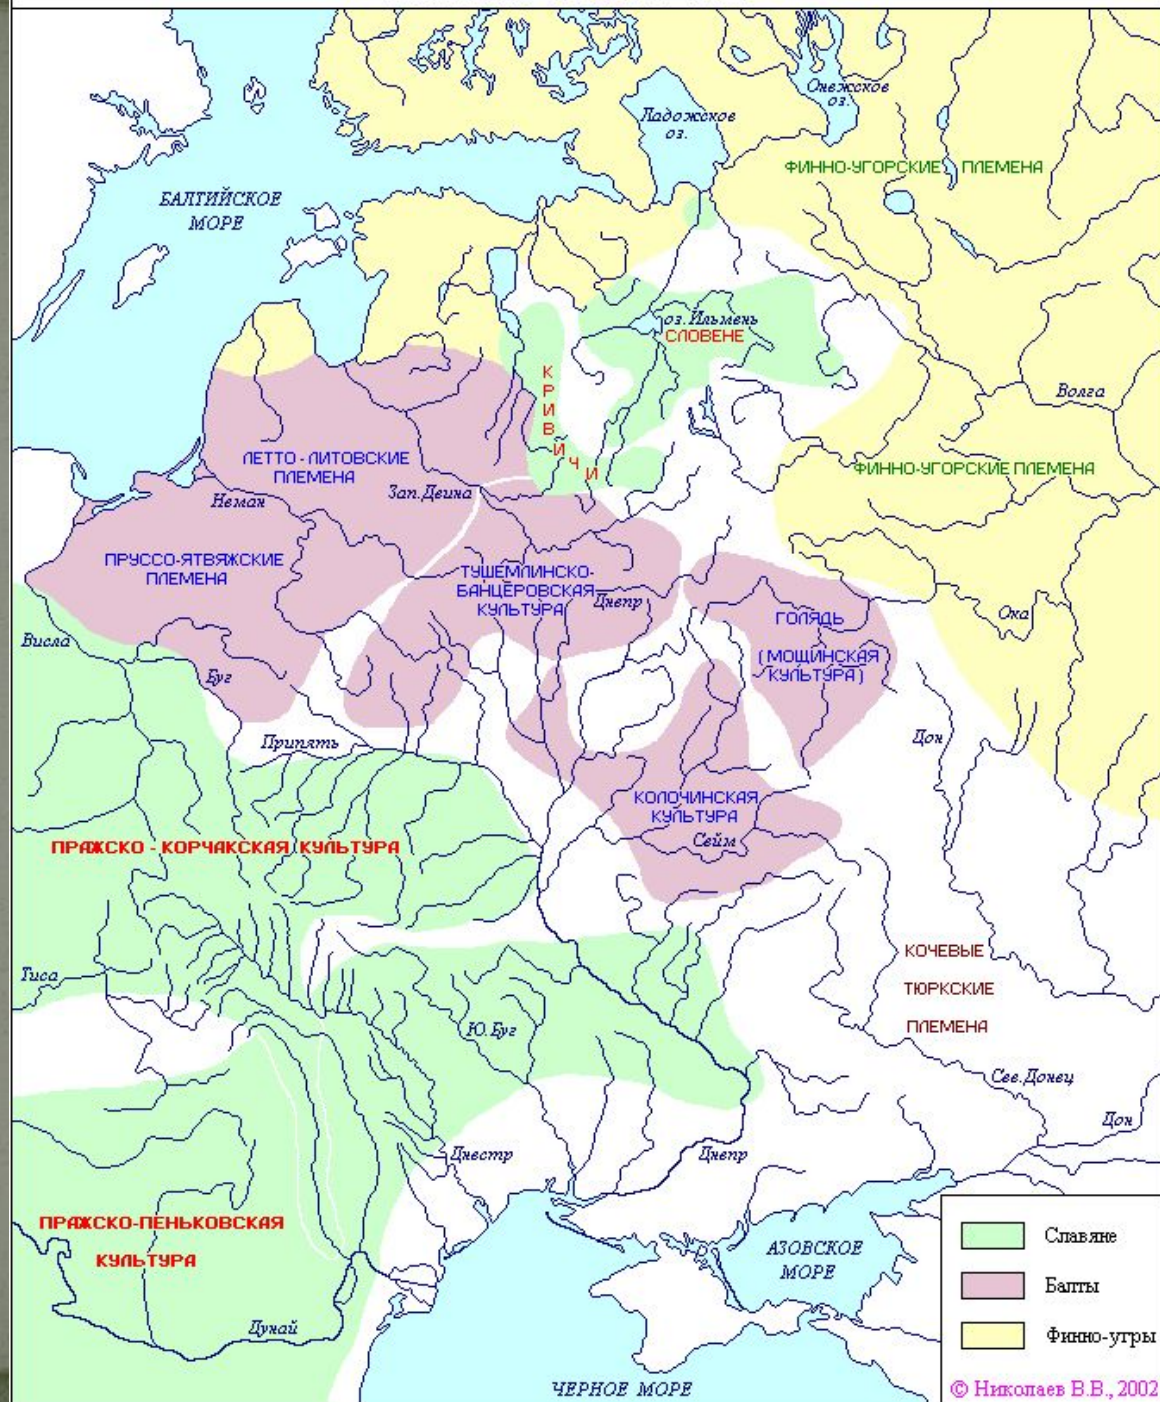 Онежское
оз.
Ладожское
оз.
ФИННО-УГОРСКИЕ ПЛЕМЕНА
БАЛТИЙСКОЕ
МОРЕ
оз.Ильмень
СЛОВЕНЕ
КРИВИЧИ
Волга
ЛЕТТО-ЛИТОВСКИЕ
ПЛЕМЕНА
ФИННО-УГОРСКИЕ ПЛЕМЕНА
Неман
Зап.Двина
ПРУССО-ЯТВЯЖСКИЕ
ПЛЕМЕНА
ТУШЕМЛИНСКО-
БАНЦЕРОВСКАЯ
КУЛЬТУРА
Днепр
ГОЛЯДЬ
(МОЩИНСКАЯ
КУЛЬТУРА)
Ока
Висла
Буг
Припять
Дон
КОЛОЧИНСКАЯ
КУЛЬТУРА
Сейм
ПРАЖСКО - КОРЧАКСКАЯ КУЛЬТУРА
КОЧЕВЫЕ
ТЮРКСКИЕ
ПЛЕМЕНА
Тиса
Ю.Буг
Сев.Донец
Дон
Днестр
Днепр
ПРАЖСКО-ПЕНЬКОВСКАЯ
КУЛЬТУРА
АЗОВСКОЕ
МОРЕ
Дунай
ЧЕРНОЕ МОРЕ
Славяне
Балты
Финно-угры
© Николаев В.В., 2002